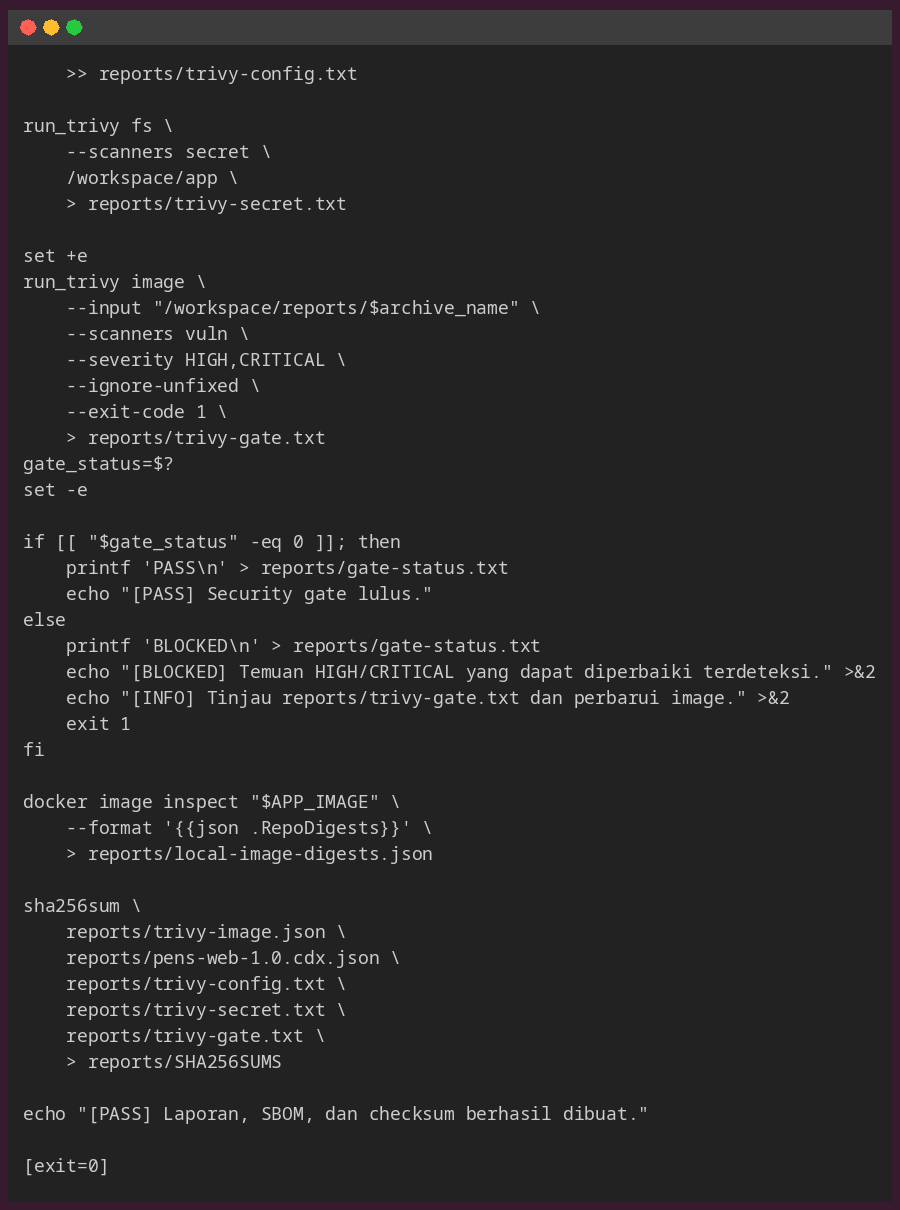 >> reports/trivy-config.txt

run_trivy fs \
    --scanners secret \
    /workspace/app \
    > reports/trivy-secret.txt

set +e
run_trivy image \
    --input "/workspace/reports/$archive_name" \
    --scanners vuln \
    --severity HIGH,CRITICAL \
    --ignore-unfixed \
    --exit-code 1 \
    > reports/trivy-gate.txt
gate_status=$?
set -e

if [[ "$gate_status" -eq 0 ]]; then
    printf 'PASS\n' > reports/gate-status.txt
    echo "[PASS] Security gate lulus."
else
    printf 'BLOCKED\n' > reports/gate-status.txt
    echo "[BLOCKED] Temuan HIGH/CRITICAL yang dapat diperbaiki terdeteksi." >&2
    echo "[INFO] Tinjau reports/trivy-gate.txt dan perbarui image." >&2
    exit 1
fi

docker image inspect "$APP_IMAGE" \
    --format '{{json .RepoDigests}}' \
    > reports/local-image-digests.json

sha256sum \
    reports/trivy-image.json \
    reports/pens-web-1.0.cdx.json \
    reports/trivy-config.txt \
    reports/trivy-secret.txt \
    reports/trivy-gate.txt \
    > reports/SHA256SUMS

echo "[PASS] Laporan, SBOM, dan checksum berhasil dibuat."

[exit=0]